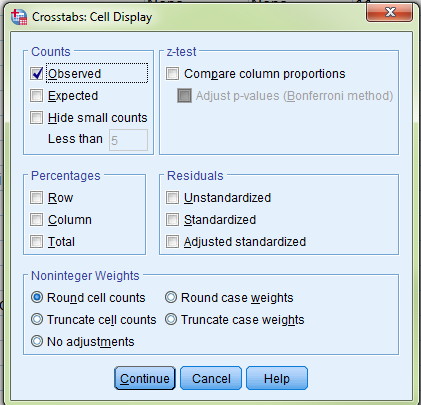 Crosstabs: Cell Display
Counts
Observed
Expected
Hide small counts
Less than 5
z-test
Compare column proportions
Adjust p-values (Bonferroni method)
Percentages
Row
Column
Total
Residuals
Unstandardized
Standardized
Adjusted standardized
Noninteger Weights
Round cell counts Round case weights
Truncate cell counts Truncate case weights
No adjustments
Continue Cancel Help